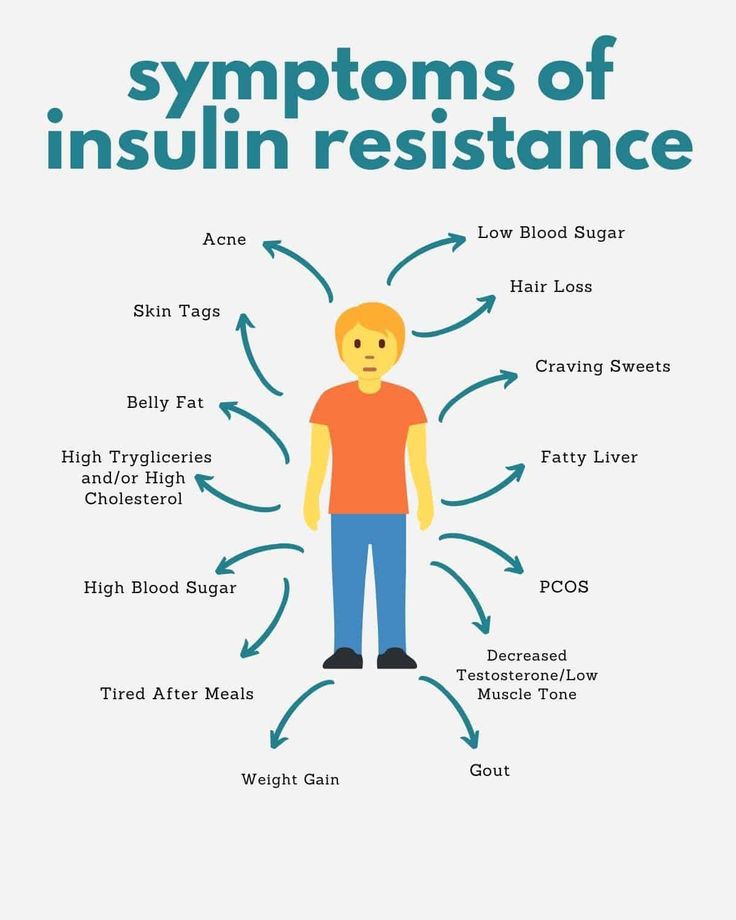 symptoms of
insulin resistance
Acne
Low Blood Sugar
Hair Loss
Skin Tags
Craving Sweets
Belly Fat
High Trygliceries
and/or High
Cholesterol
Fatty Liver
High Blood Sugar
PCOS
Decreased
Testosterone/Low
Muscle Tone
Tired After Meals
Weight Gain
Gout